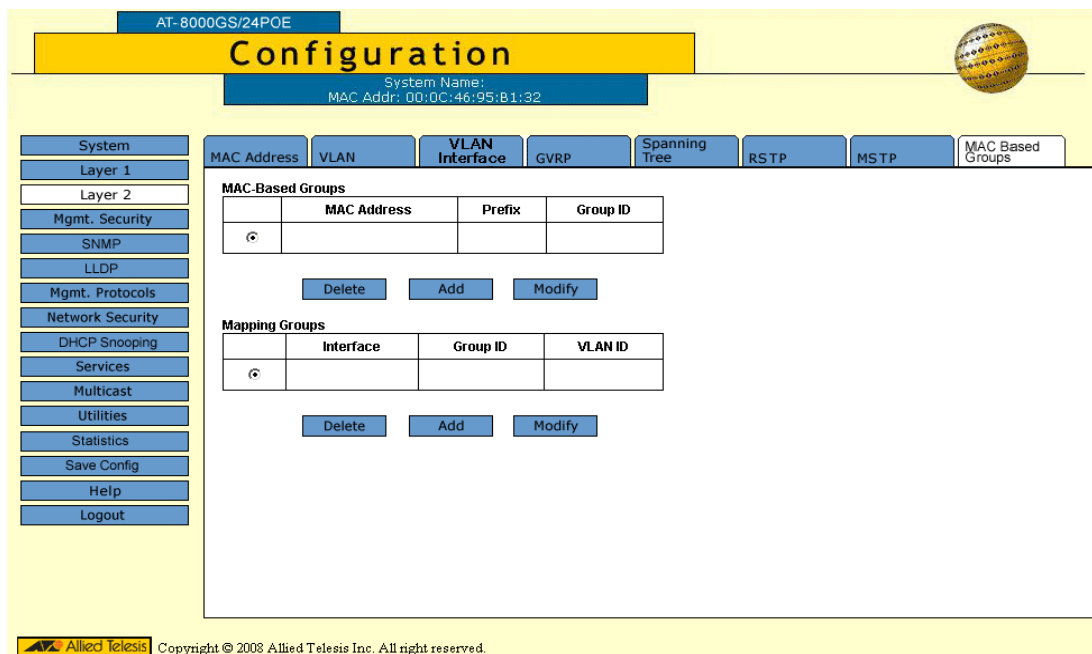 AT-8000GS/24POE
Configuration
System Name:
MAC Addr: 00:0C:46:95:B1:32
System
Layer 1
Layer 2
Mgmt. Security
SNMP
LLDP
Mgmt. Protocols
Network Security
DHCP Snooping
Services
Multicast
Utilities
Statistics
Save Config
Help
Logout
MAC Address VLAN VLAN Interface GVRP Spanning Tree RSTP MSTP MAC Based Groups
MAC-Based Groups
MAC Address Prefix Group ID
Delete Add Modify
Mapping Groups
Interface Group ID VLAN ID
Delete Add Modify
Allied Telesis Copyright © 2008 Allied Telesis Inc. All right reserved.